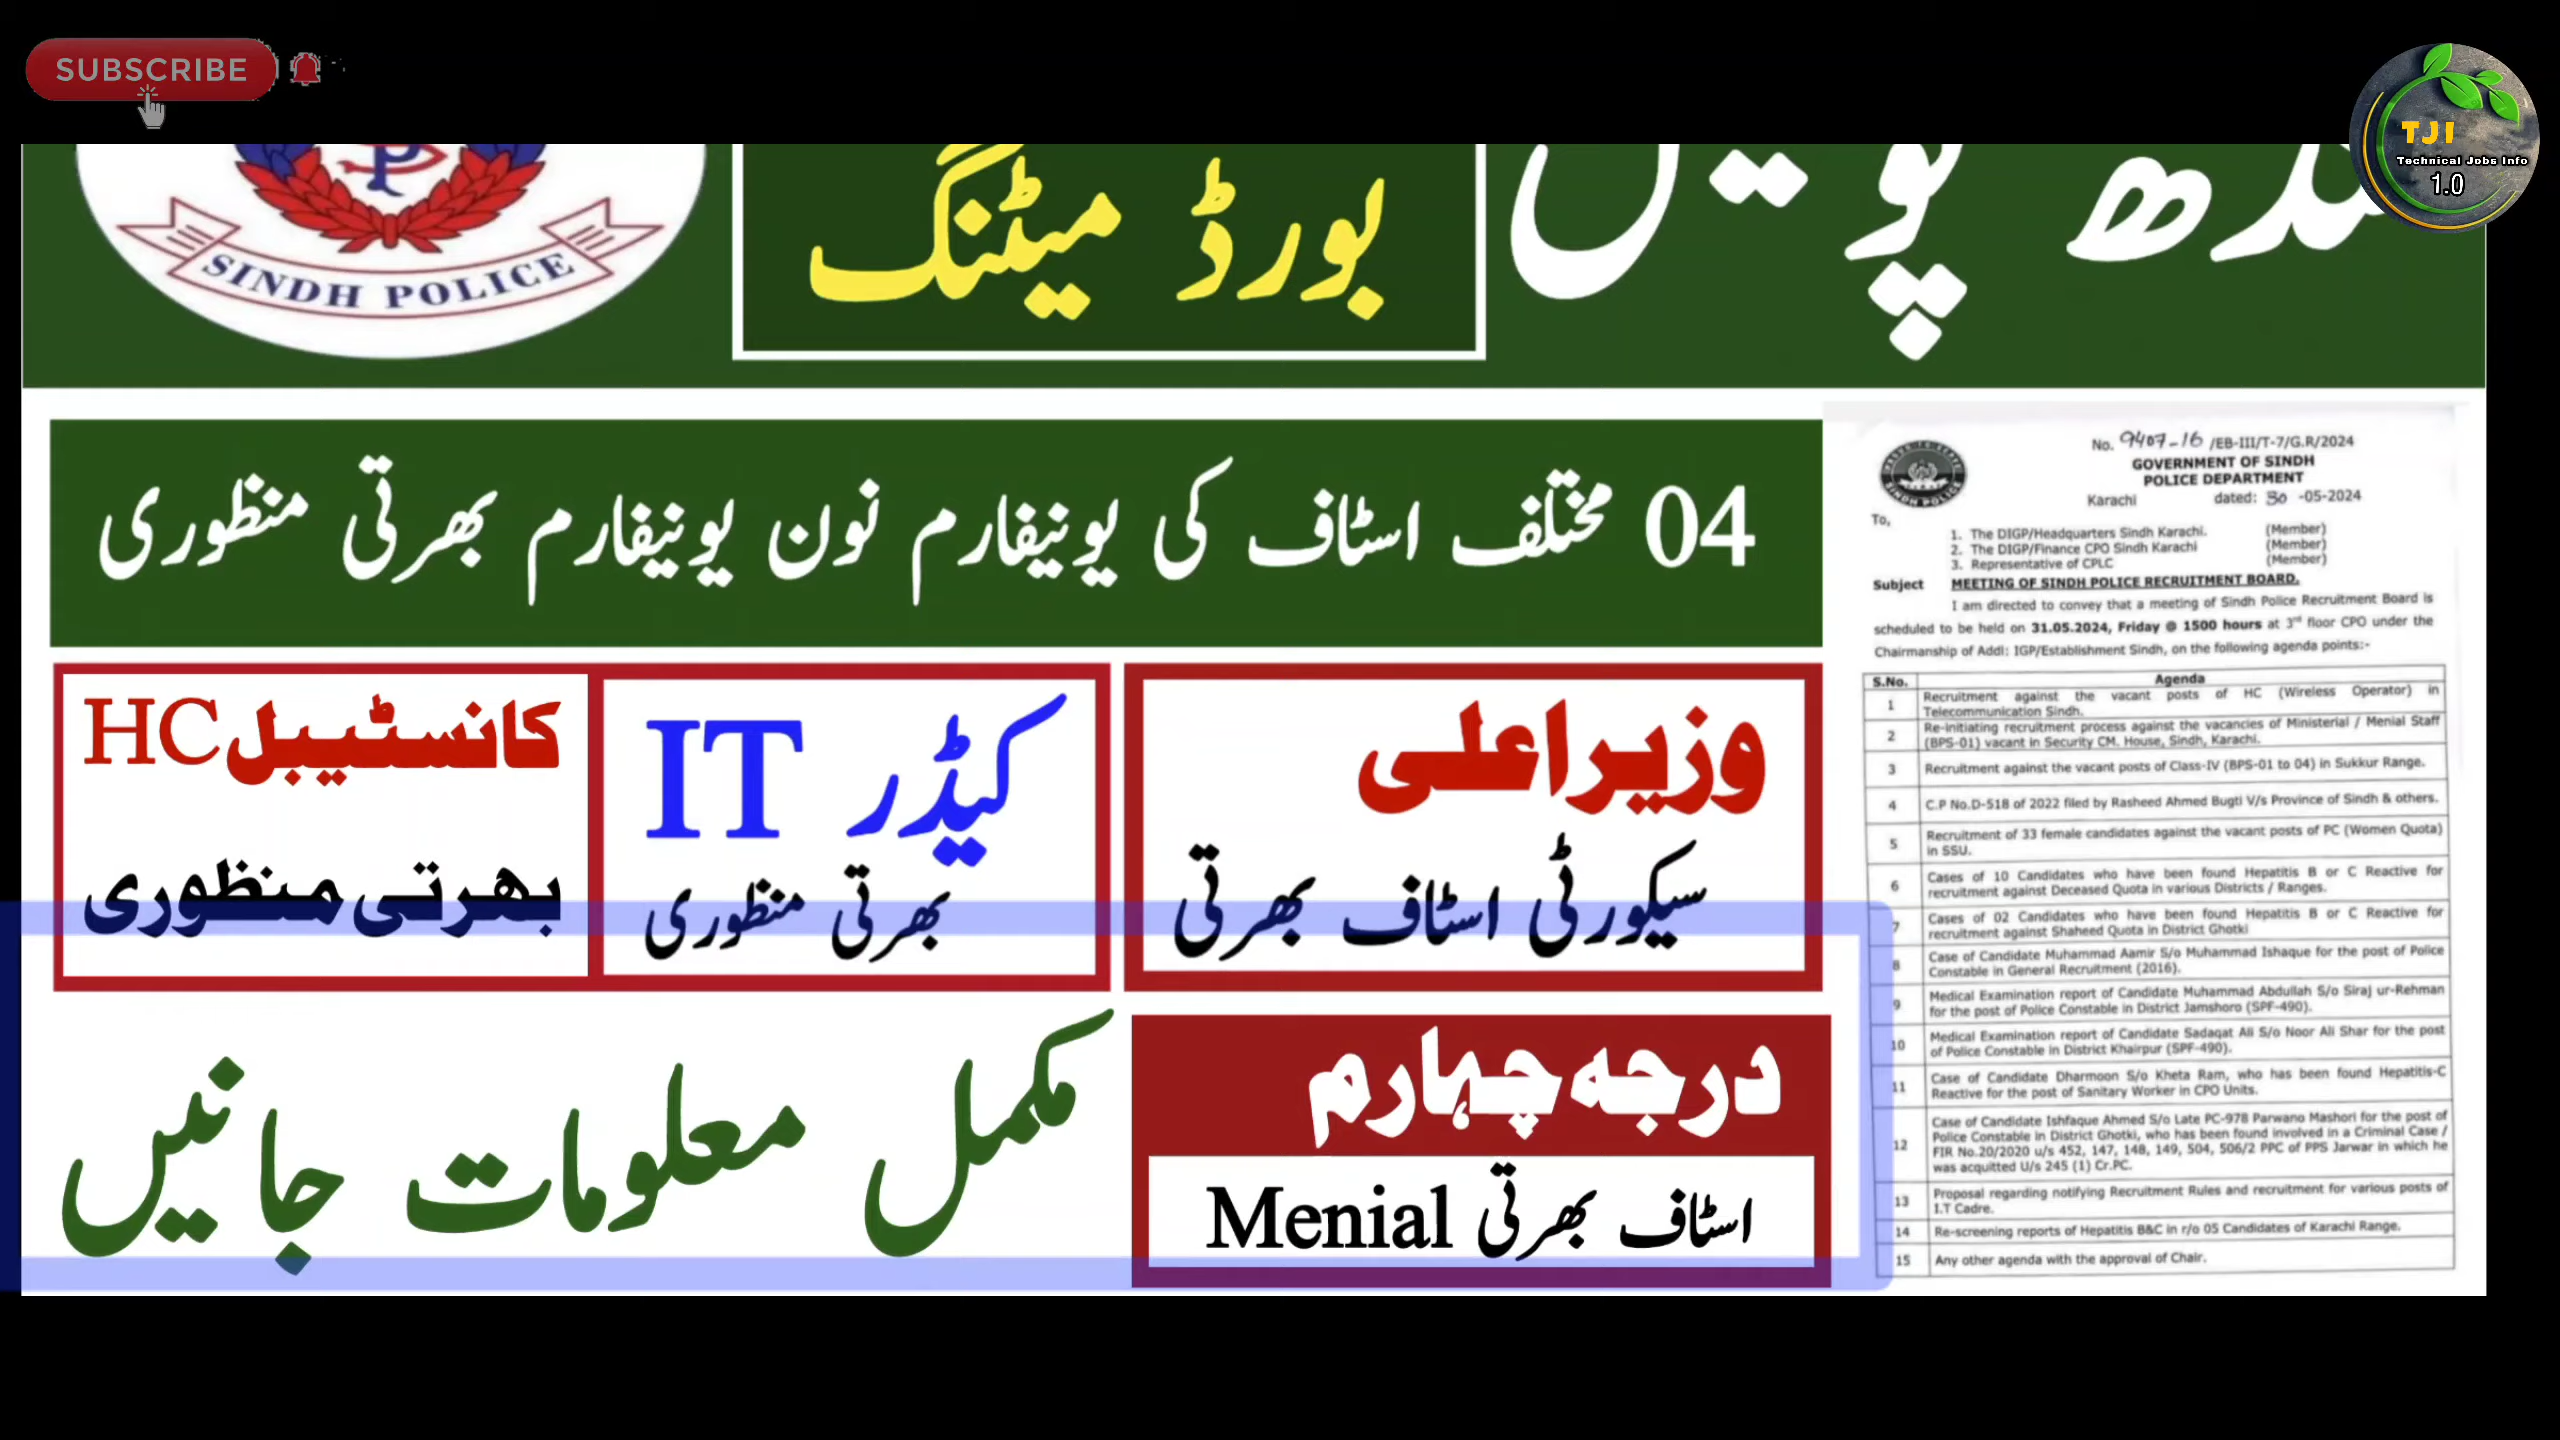 SUBSCRIBE
TJI
Technical Jobs Info
1.0
سندھ پولیس
بورڈ میٹنگ
SINDH POLICE
04 مختلف اسٹاف کی یونیفارم نون یونیفارم بھرتی منظوری
وزیراعلی
سیکورٹی اسٹاف بھرتی
کیڈر IT
بھرتی منظوری
کانسٹیبل HC
بھرتی منظوری
درجہ چہارم
اسٹاف بھرتی Menial
مکمل معلومات جانیں
No. 9407-16 /EB-III/T-7/G.R/2024
GOVERNMENT OF SINDH
POLICE DEPARTMENT
Karachi dated: 30 -05-2024
To,
1. The DIGP/Headquarters Sindh Karachi. (Member)
2. The DIGP/Finance CPO Sindh Karachi (Member)
3. Representative of CPLC (Member)
Subject MEETING OF SINDH POLICE RECRUITMENT BOARD.
I am directed to convey that a meeting of Sindh Police Recruitment Board is
scheduled to be held on 31.05.2024, Friday @ 1500 hours at 3rd floor CPO under the
Chairmanship of Addl: IGP/Establishment Sindh, on the following agenda points:-
S.No. Agenda
1 Recruitment against the vacant posts of HC (Wireless Operator) in
Telecommunication Sindh.
2 Re-initiating recruitment process against the vacancies of Ministerial / Menial Staff
(BPS-01) vacant in Security CM. House, Sindh, Karachi.
3 Recruitment against the vacant posts of Class-IV (BPS-01 to 04) in Sukkur Range.
4 C.P No.D-518 of 2022 filed by Rasheed Ahmed Bugti V/s Province of Sindh & others.
5 Recruitment of 33 female candidates against the vacant posts of PC (Women Quota)
in SSU.
6 Cases of 10 Candidates who have been found Hepatitis B or C Reactive for
recruitment against Deceased Quota in various Districts / Ranges.
7 Cases of 02 Candidates who have been found Hepatitis B or C Reactive for
recruitment against Shaheed Quota in District Ghotki
8 Case of Candidate Muhammad Aamir S/o Muhammad Ishaque for the post of Police
Constable in General Recruitment (2016).
9 Medical Examination report of Candidate Muhammad Abdullah S/o Siraj ur-Rehman
for the post of Police Constable in District Jamshoro (SPF-490).
10 Medical Examination report of Candidate Sadaqat Ali S/o Noor Ali Shar for the post
of Police Constable in District Khairpur (SPF-490).
11 Case of Candidate Dharmoon S/o Kheta Ram, who has been found Hepatitis-C
Reactive for the post of Sanitary Worker in CPO Units.
12 Case of Candidate Ishfaque Ahmed S/o Late PC-978 Parwano Mashori for the post of
Police Constable in District Ghotki, who has been found involved in a Criminal Case /
FIR No.20/2020 u/s 452, 147, 148, 149, 504, 506/2 PPC of PPS Jarwar in which he
was acquitted U/s 245 (1) Cr.PC.
13 Proposal regarding notifying Recruitment Rules and recruitment for various posts of
I.T Cadre.
14 Re-screening reports of Hepatitis B&C in r/o 05 Candidates of Karachi Range.
15 Any other agenda with the approval of Chair.